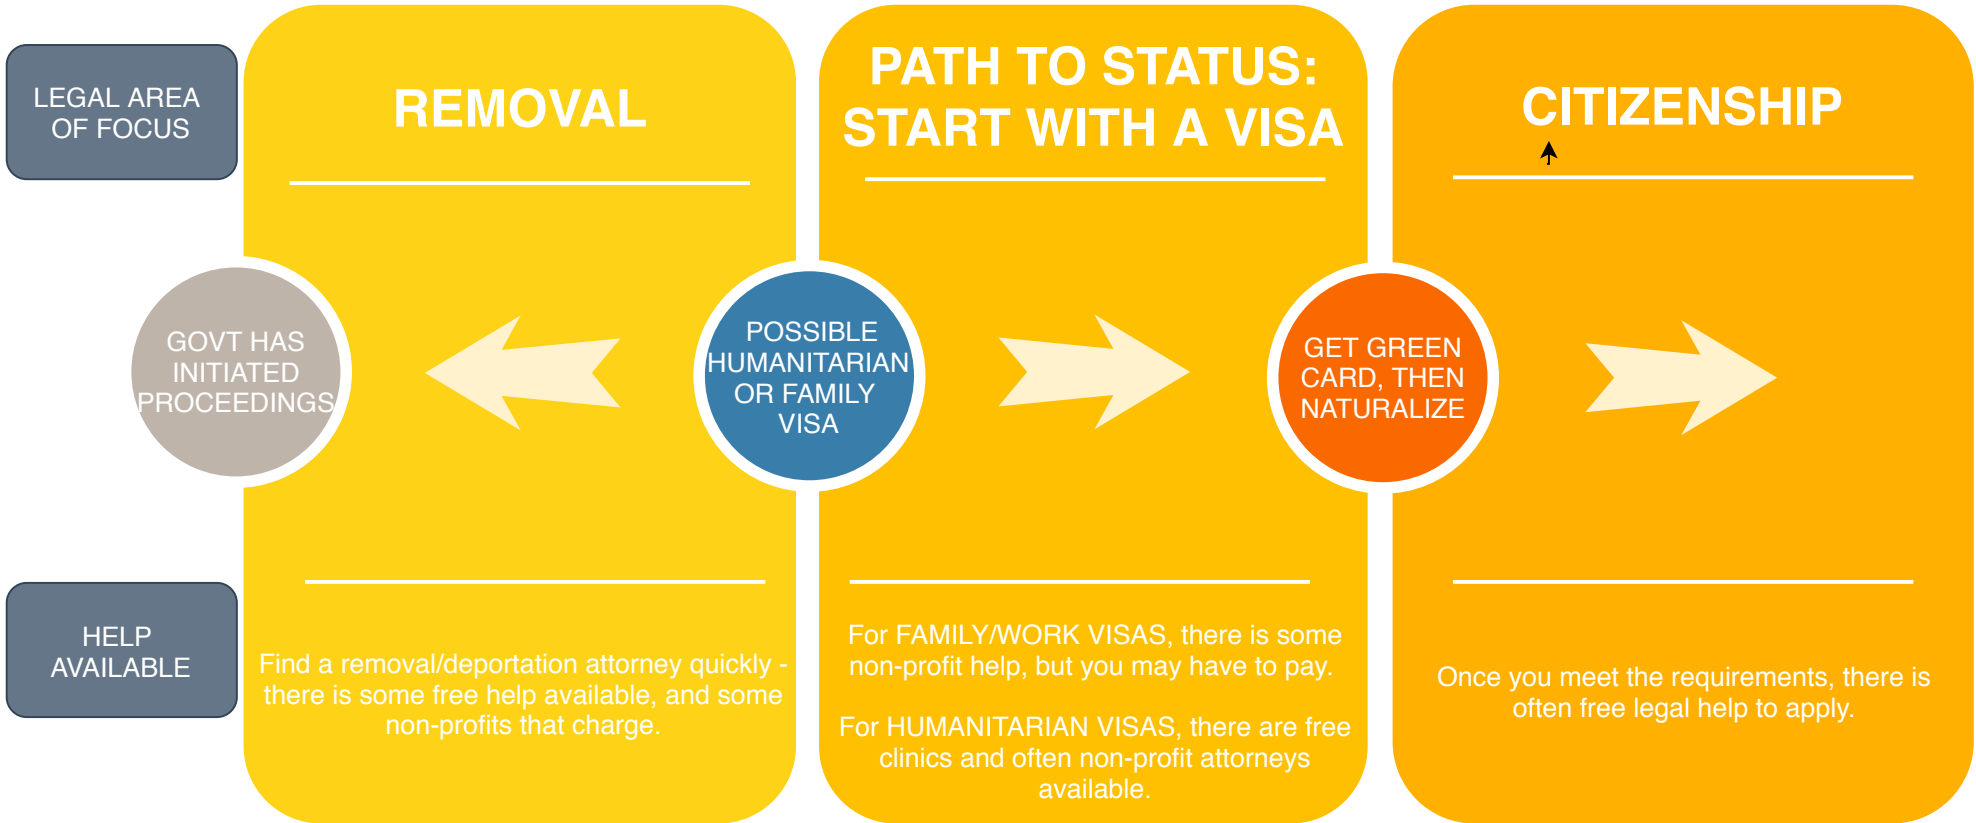 LEGAL AREA
OF FOCUS
REMOVAL
PATH TO STATUS:
START WITH A VISA
CITIZENSHIP
GOVT HAS
INITIATED
PROCEEDINGS
POSSIBLE
HUMANITARIAN
OR FAMILY
VISA
GET GREEN
CARD, THEN
NATURALIZE
HELP
AVAILABLE
Find a removal/deportation attorney quickly -
there is some free help available, and some
non-profits that charge.
For FAMILY/WORK VISAS, there is some
non-profit help, but you may have to pay.
For HUMANITARIAN VISAS, there are free
clinics and often non-profit attorneys
available.
Once you meet the requirements, there is
often free legal help to apply.